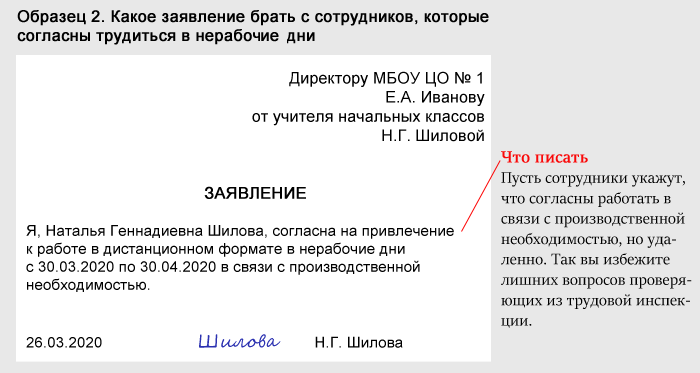 Образец 2. Какое заявление брать с сотрудников, которые
согласны трудиться в нерабочие дни
Директору МБОУ ЦО № 1
Е.А. Иванову
от учителя начальных классов
Н.Г. Шиловой
ЗАЯВЛЕНИЕ
Я, Наталья Геннадиевна Шилова, согласна на привлечение
к работе в дистанционном формате в нерабочие дни
с 30.03.2020 по 30.04.2020 в связи с производственной
необходимостью.
26.03.2020 Шилова Н.Г. Шилова
Что писать
Пусть сотрудники укажут,
что согласны работать в
связи с производственной
необходимостью, но уда-
ленно. Так вы избежите
лишних вопросов проверя-
ющих из трудовой инспек-
ции.